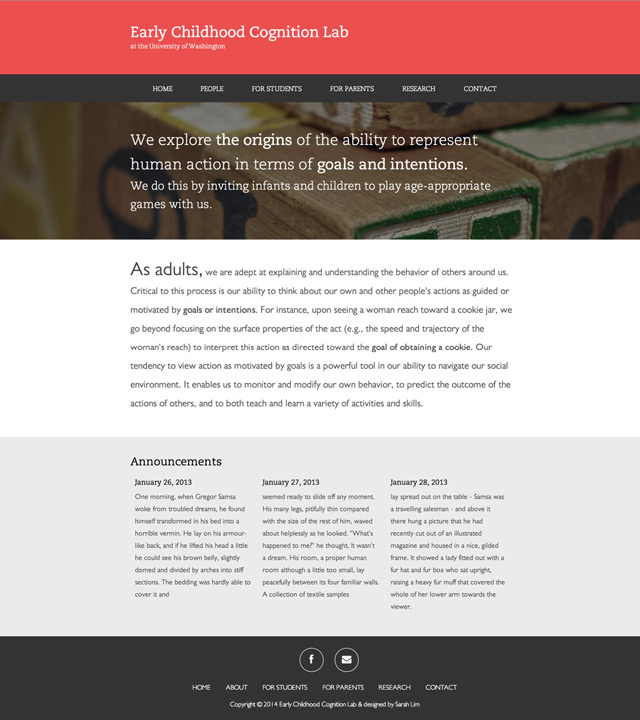 Early Childhood Cognition Lab
at the University of Washington
HOME PEOPLE FOR STUDENTS FOR PARENTS RESEARCH CONTACT
We explore the origins of the ability to represent
human action in terms of goals and intentions.
We do this by inviting infants and children to play age-appropriate
games with us.
As adults, we are adept at explaining and understanding the behavior of others around us.
Critical to this process is our ability to think about our own and other people's actions as guided or
motivated by goals or intentions. For instance, upon seeing a woman reach toward a cookie jar, we
go beyond focusing on the surface properties of the act (e.g., the speed and trajectory of the
woman's reach) to interpret this action as directed toward the goal of obtaining a cookie. Our
tendency to view action as motivated by goals is a powerful tool in our ability to navigate our social
environment. It enables us to monitor and modify our own behavior, to predict the outcome of the
actions of others, and to both teach and learn a variety of activities and skills.
Announcements
January 26, 2013
One morning, when Gregor Samsa
woke from troubled dreams, he found
himself transformed in his bed into a
horrible vermin. He lay on his armour-
like back, and if he lifted his head a little
he could see his brown belly, slightly
domed and divided by arches into stiff
sections. The bedding was hardly able to
cover it and
January 27, 2013
seemed ready to slide off any moment.
His many legs, pitifully thin compared
with the size of the rest of him, waved
about helplessly as he looked. "What's
happened to me?" he thought. It wasn't
a dream. His room, a proper human
room although a little too small, lay
peacefully between its four familiar walls.
A collection of textile samples
January 28, 2013
lay spread out on the table - Samsa was
a travelling salesman - and above it
there hung a picture that he had
recently cut out of an illustrated
magazine and housed in a nice, gilded
frame. It showed a lady fitted out with a
fur hat and fur boa who sat upright,
raising a heavy fur muff that covered the
whole of her lower arm towards the
viewer.
f
HOME ABOUT FOR STUDENTS FOR PARENTS RESEARCH CONTACT
Copyright © 2014 Early Childhood Cognition Lab & designed by Sarah Lim